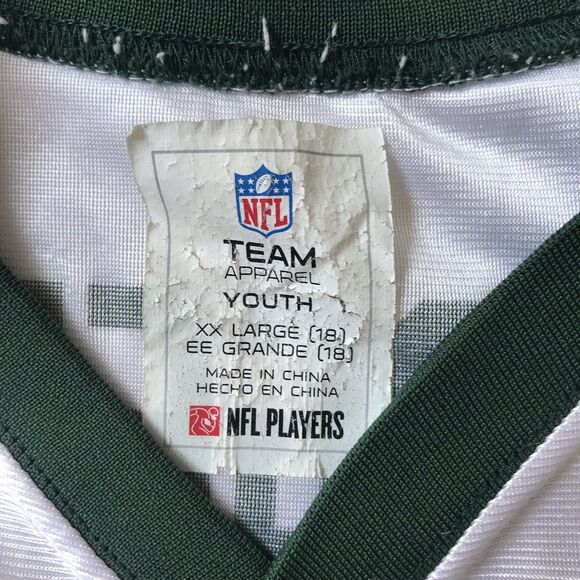 NFL
TEAM
APPAREL
YOUTH
XX LARGE (18)
EE GRANDE (18)
MADE IN CHINA
HECHO EN CHINA
NFL PLAYERS